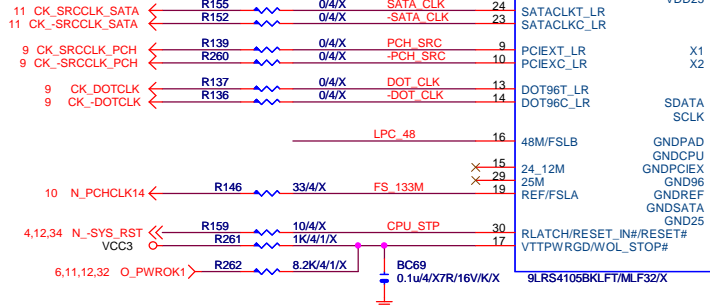 VDD25
11 CK_SRCCLK_SATA R155 0/4/X SATA_CLK 24 SATACLKT_LR
11 CK_-SRCCLK_SATA R152 0/4/X -SATA_CLK 23 SATACLKC_LR
9 CK_SRCCLK_PCH R139 0/4/X PCH_SRC 9 PCIEXT_LR X1
9 CK_-SRCCLK_PCH R260 0/4/X -PCH_SRC 10 PCIEXC_LR X2
9 CK_DOTCLK R137 0/4/X DOT_CLK 13 DOT96T_LR
9 CK_-DOTCLK R136 0/4/X -DOT_CLK 14 DOT96C_LR SDATA
SCLK
LPC_48 16 48M/FSLB GNDPAD
GNDCPU
15 24_12M GNDPCIEX
29 25M GND96
10 N_PCHCLK14 R146 33/4/X FS_133M 19 REF/FSLA GNDREF
GNDSATA
GND25
4,12,34 N_-SYS_RST R159 10/4/X CPU_STP 30 RLATCH/RESET_IN#/RESET#
VCC3 R261 1K/4/1/X 17 VTTPWRGD/WOL_STOP#
6,11,12,32 O_PWROK1 R262 8.2K/4/1/X BC69
0.1u/4/X7R/16V/K/X 9LRS4105BKLFT/MLF32/X